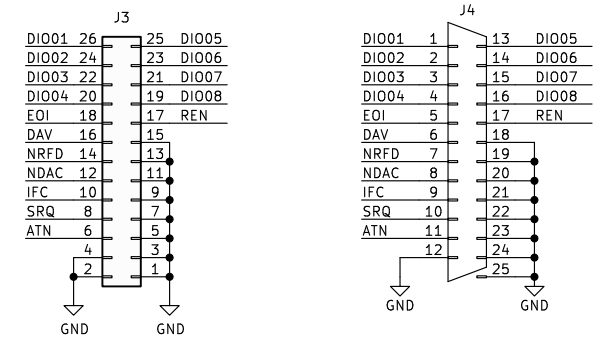 J3
DIO01 26 25 DIO05
DIO02 24 23 DIO06
DIO03 22 21 DIO07
DIO04 20 19 DIO08
EOI 18 17 REN
DAV 16 15
NRFD 14 13
NDAC 12 11
IFC 10 9
SRQ 8 7
ATN 6 5
4 3
2 1
GND GND
J4
DIO01 1 13 DIO05
DIO02 2 14 DIO06
DIO03 3 15 DIO07
DIO04 4 16 DIO08
EOI 5 17 REN
DAV 6 18
NRFD 7 19
NDAC 8 20
IFC 9 21
SRQ 10 22
ATN 11 23
12 24
25
GND GND